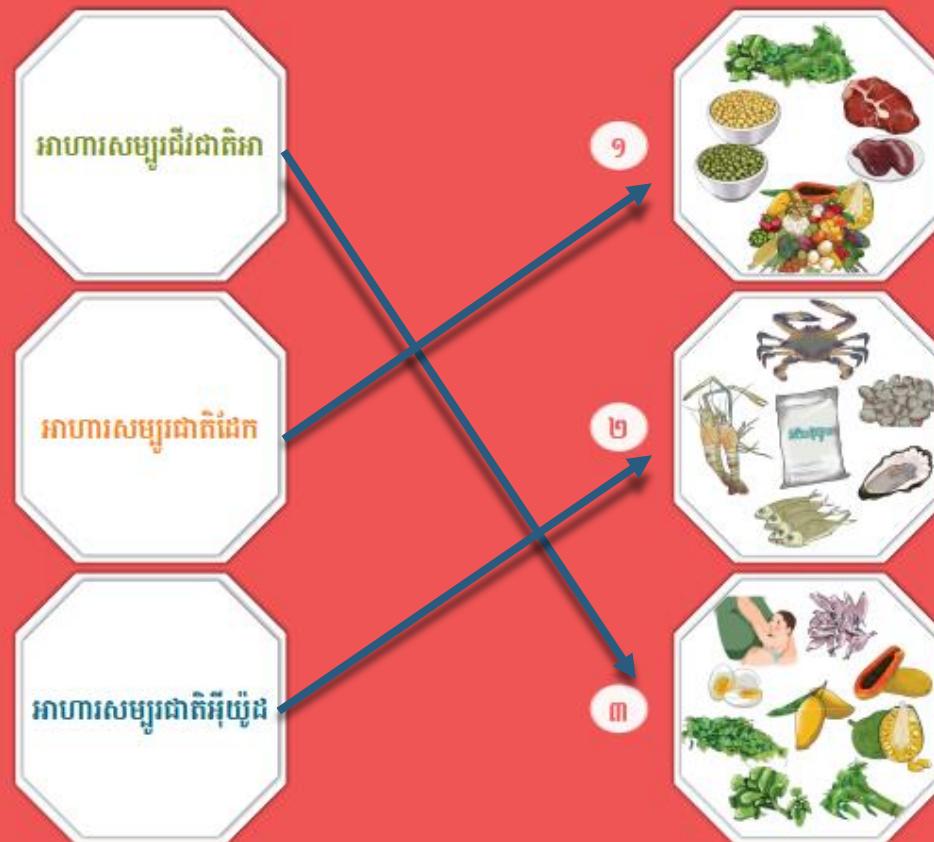 អាហារសម្បូរជីវជាតិអា
១
អាហារសម្បូរជាតិដែក
២
អាហារសម្បូរជាតិអ៊ីយ៉ូដ
៣